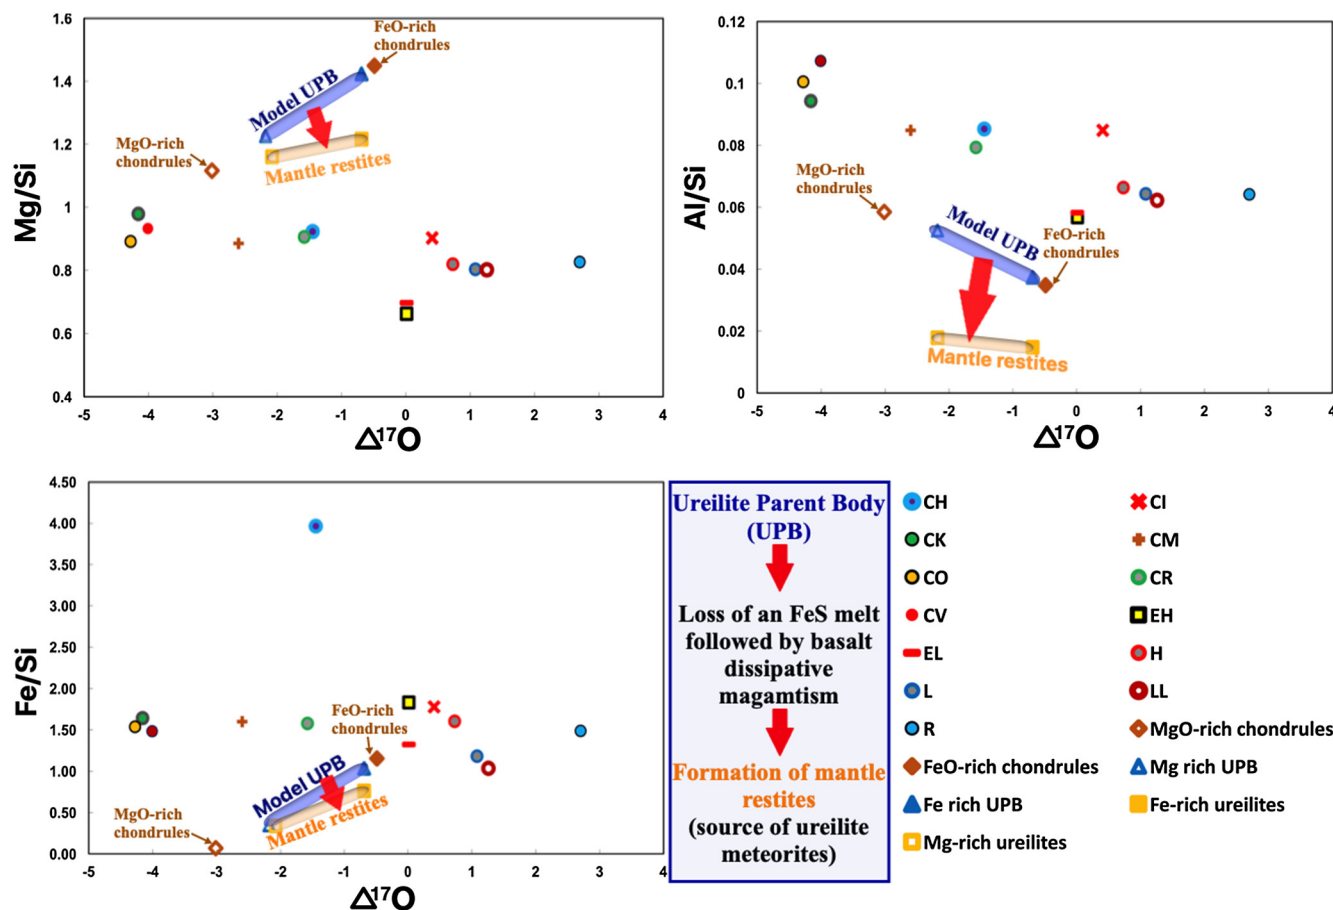 1.6
1.4
1.2
1
0.8
0.6
0.4
Mg/Si
-5 -4 -3 -2 -1 0 1 2 3 4
Δ¹⁷O
FeO-rich
chondrules
Model UPB
MgO-rich
chondrules
Mantle restites
0.12
0.1
0.08
0.06
0.04
0.02
0
Al/Si
-5 -4 -3 -2 -1 0 1 2 3 4
Δ¹⁷O
MgO-rich
chondrules
Model UPB
FeO-rich
chondrules
Mantle restites
4.50
4.00
3.50
3.00
2.50
2.00
1.50
1.00
0.50
0.00
Fe/Si
-5 -4 -3 -2 -1 0 1 2 3 4
Δ¹⁷O
FeO-rich
chondrules
Model UPB
MgO-rich
chondrules
Mantle restites
Ureilite Parent Body
(UPB)
Loss of an FeS melt
followed by basalt
dissipative
magamtism
Formation of mantle
restites
(source of ureilite
meteorites)
CH CI
CK CM
CO CR
CV EH
EL H
L LL
R MgO-rich chondrules
FeO-rich chondrules Mg rich UPB
Fe rich UPB Fe-rich ureilites
Mg-rich ureilites